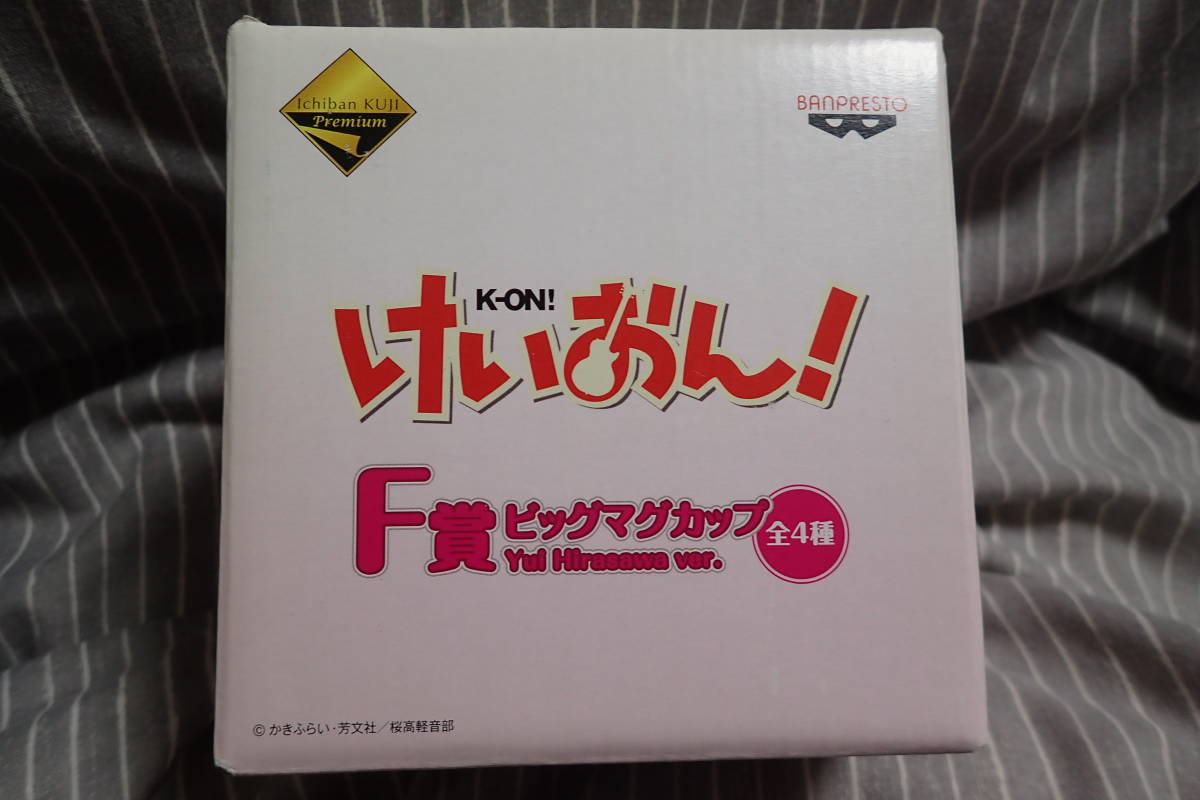 Ichiban KUJI
Premium
BANPRESTO
K-ON!
けいおん!
F賞 ビッグマグカップ 全4種
Yui Hirasawa ver.
© かきふらい・芳文社/桜高軽音部